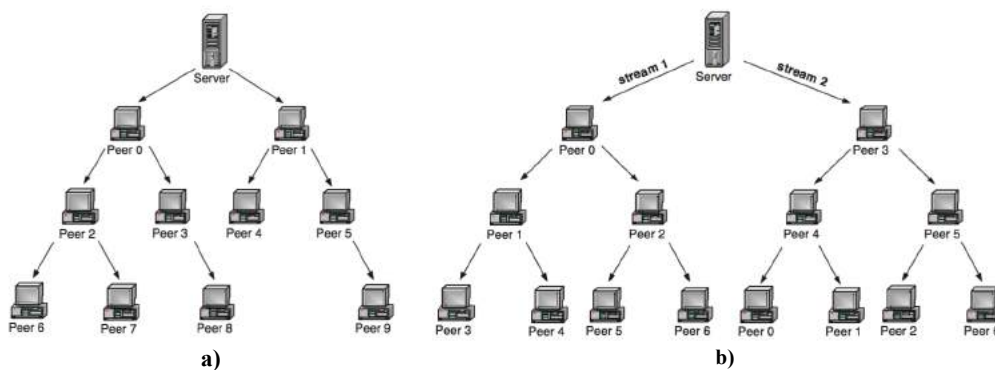 Server
Peer 0
Peer 1
Peer 2
Peer 3
Peer 4
Peer 5
Peer 6
Peer 7
Peer 8
Peer 9
a)
stream 1
stream 2
Server
Peer 0
Peer 3
Peer 1
Peer 2
Peer 4
Peer 5
Peer 3
Peer 4
Peer 5
Peer 6
Peer 0
Peer 1
Peer 2
Peer
b)